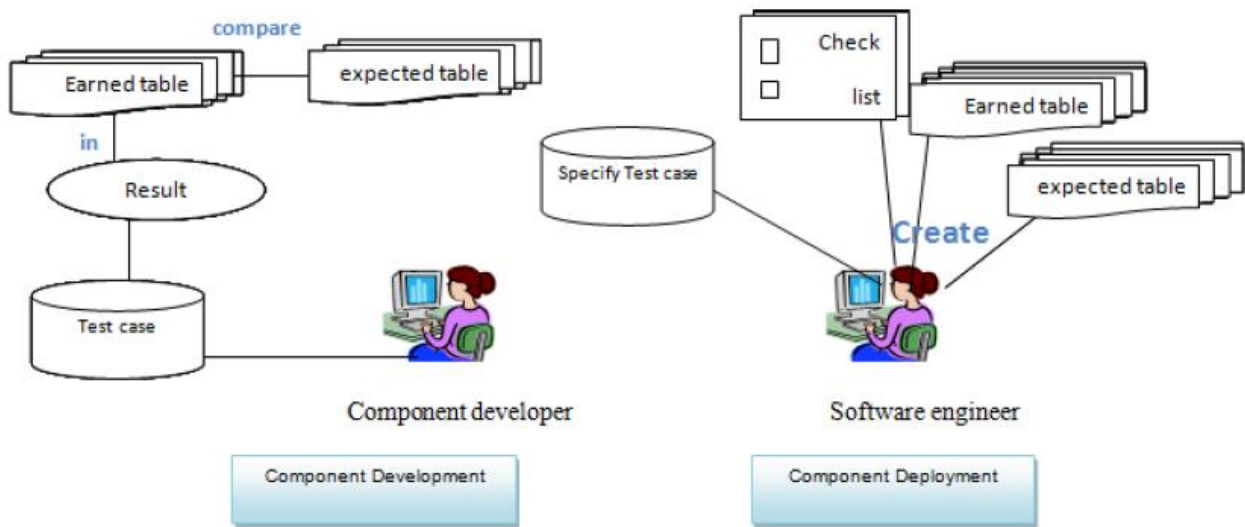 compare
Earned table
expected table
in
Result
Test case
Component developer
Component Development
Check
list
Earned table
Specify Test case
expected table
Create
Software engineer
Component Deployment